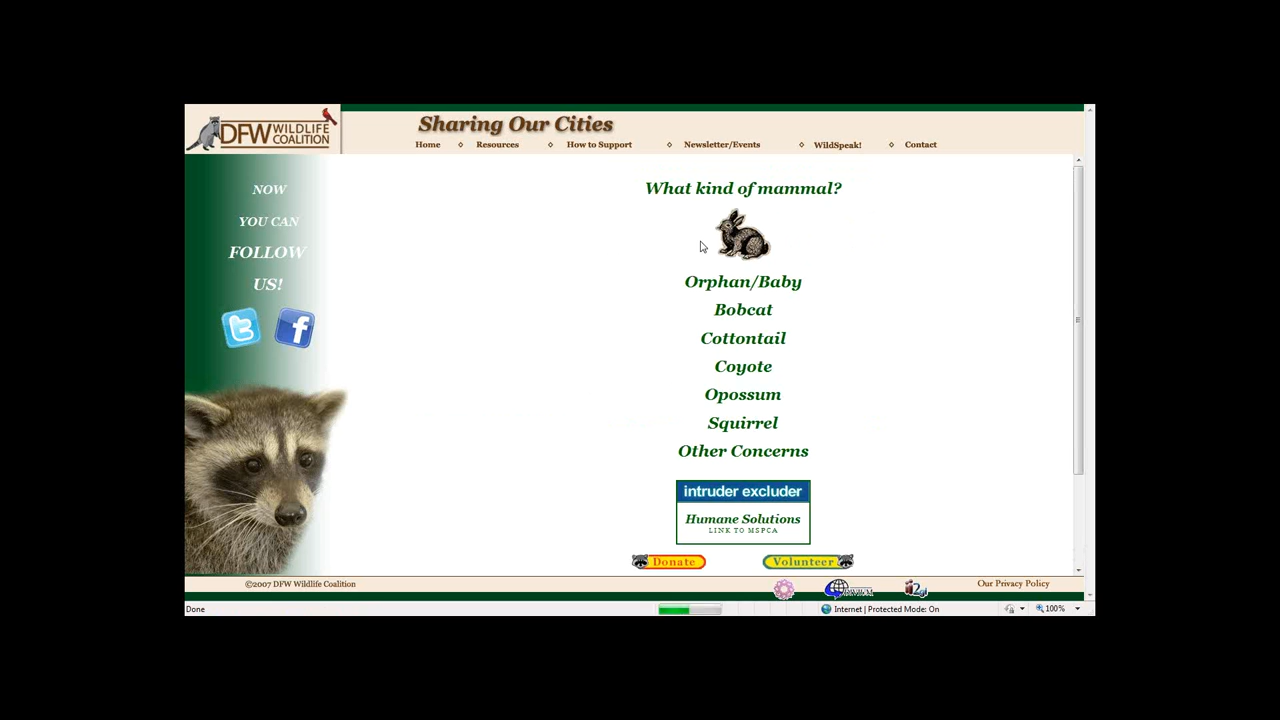 DFW WILDLIFE COALITION
Sharing Our Cities
Home Resources How to Support Newsletter/Events WildSpeak! Contact
NOW
YOU CAN
FOLLOW
US!
What kind of mammal?
Orphan/Baby
Bobcat
Cottontail
Coyote
Opossum
Squirrel
Other Concerns
intruder excluder
Humane Solutions
LINK TO MSPCA
Donate Volunteer
©2007 DFW Wildlife Coalition
Our Privacy Policy
Done Internet | Protected Mode: On 100%